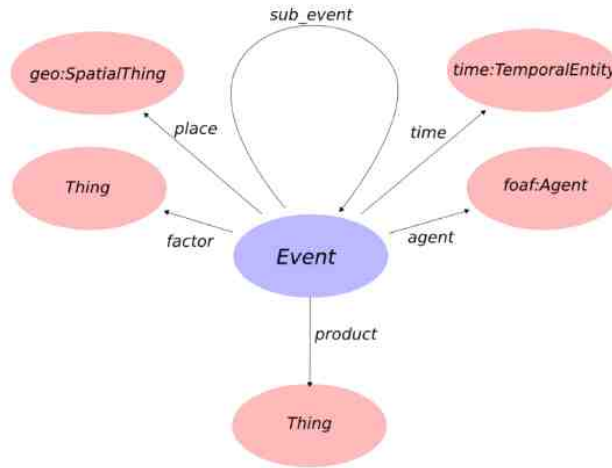 sub_event
geo:SpatialThing
time:TemporalEntity
place
time
Thing
foaf:Agent
factor
agent
Event
product
Thing